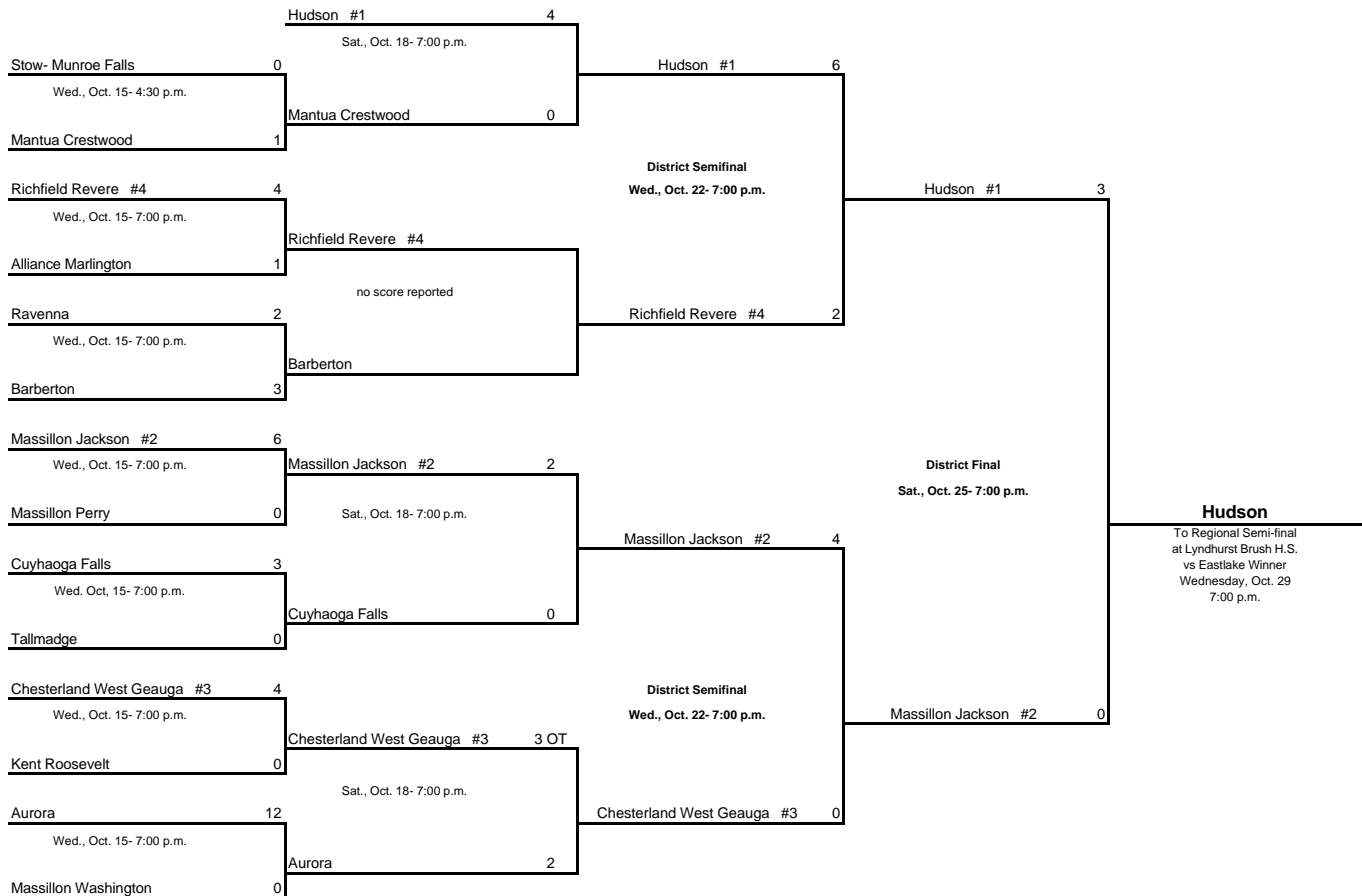 Hudson #1 4
Sat., Oct. 18- 7:00 p.m.
Stow- Munroe Falls 0
Hudson #1 6
Wed., Oct. 15- 4:30 p.m.
Mantua Crestwood 0
Mantua Crestwood 1
District Semifinal
Wed., Oct. 22- 7:00 p.m.
Richfield Revere #4 4
Hudson #1 3
Wed., Oct. 15- 7:00 p.m.
Richfield Revere #4
Alliance Marlington 1
no score reported
Ravenna 2
Richfield Revere #4 2
Wed., Oct. 15- 7:00 p.m.
Barberton
Barberton 3
Massillon Jackson #2 6
Wed., Oct. 15- 7:00 p.m.
Massillon Jackson #2 2
District Final
Sat., Oct. 25- 7:00 p.m.
Massillon Perry 0
Sat., Oct. 18- 7:00 p.m.
Hudson
To Regional Semi-final
at Lyndhurst Brush H.S.
vs Eastlake Winner
Wednesday, Oct. 29
7:00 p.m.
Massillon Jackson #2 4
Cuyhaoga Falls 3
Wed. Oct, 15- 7:00 p.m.
Cuyhaoga Falls 0
Tallmadge 0
Chesterland West Geauga #3 4
District Semifinal
Wed., Oct. 22- 7:00 p.m.
Wed., Oct. 15- 7:00 p.m.
Massillon Jackson #2 0
Chesterland West Geauga #3 3 OT
Kent Roosevelt 0
Sat., Oct. 18- 7:00 p.m.
Aurora 12
Chesterland West Geauga #3 0
Wed., Oct. 15- 7:00 p.m.
Aurora 2
Massillon Washington 0